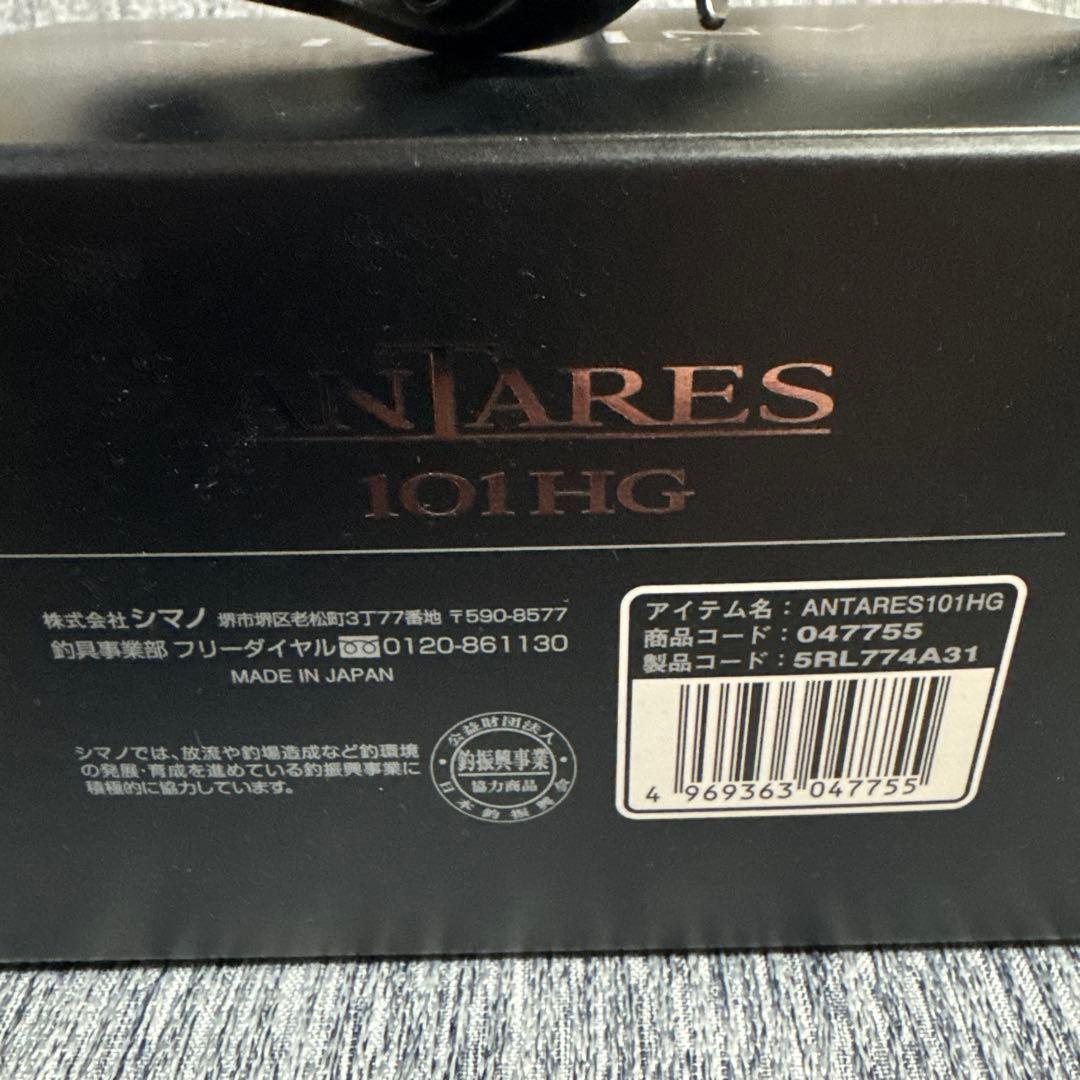 ANTARES
101HG
株式会社シマノ 堺市堺区老松町3丁77番地 〒590-8577
釣具事業部 フリーダイヤル 0120-861130
MADE IN JAPAN
シマノでは、放流や釣場造成など釣環境
の発展・育成を進めている釣振興事業に
積極的に協力しています。
公益財団法人
釣振興事業
協力商品
日本釣振興会
アイテム名：ANTARES101HG
商品コード：047755
製品コード：5RL774A31
4 969363 047755